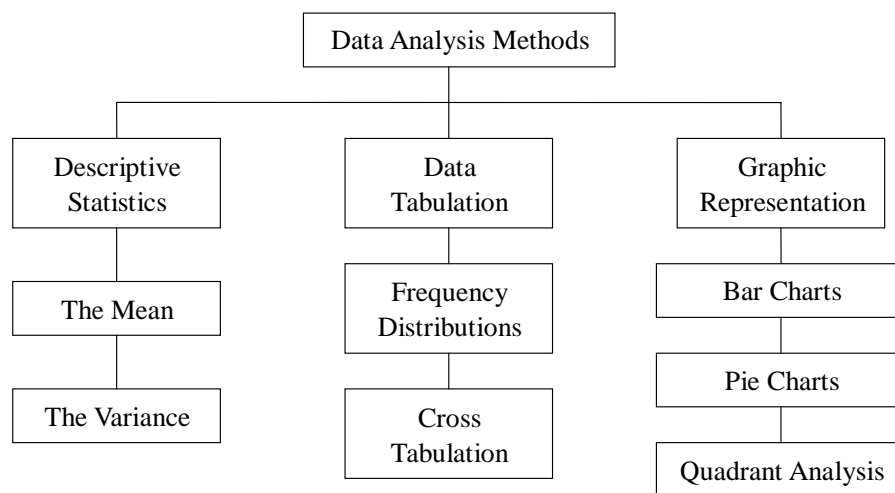 Data Analysis Methods
Descriptive
Statistics
The Mean
The Variance
Data
Tabulation
Frequency
Distributions
Cross
Tabulation
Graphic
Representation
Bar Charts
Pie Charts
Quadrant Analysis